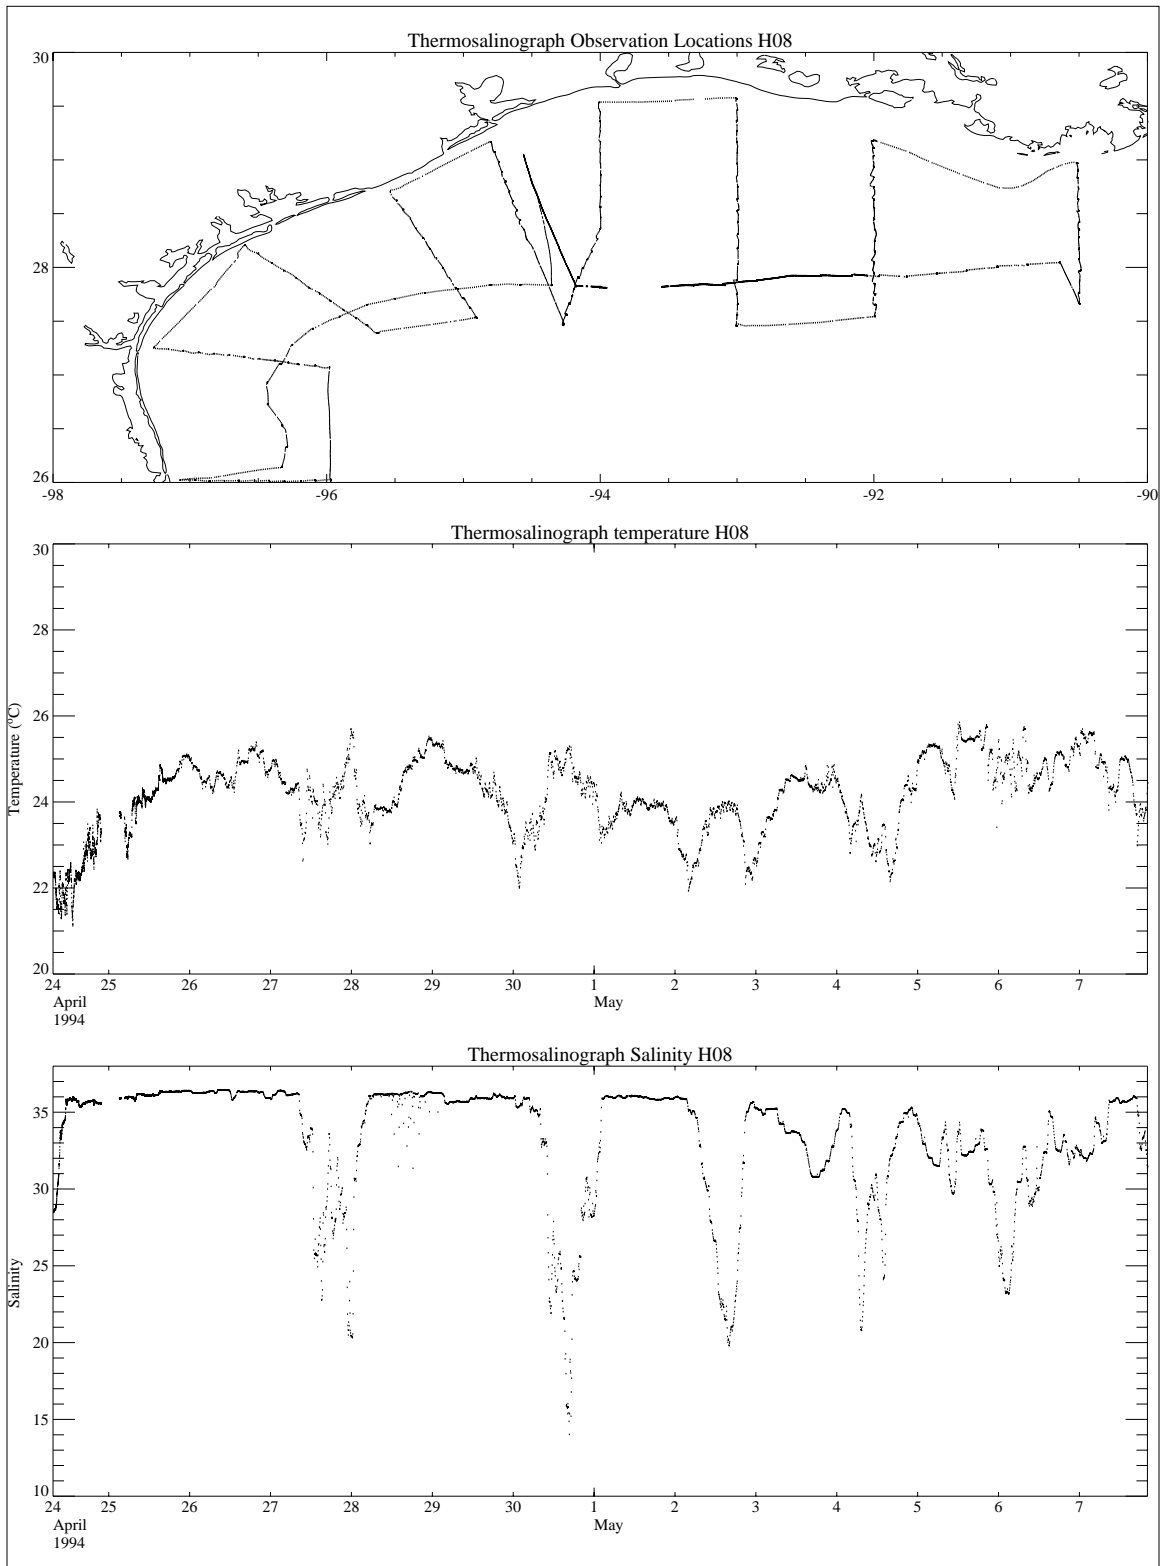 Thermosalinograph Observation Locations H08
30
28
26
-98 -96 -94 -92 -90
Thermosalinograph temperature H08
30
28
26
24
22
20
Temperature (°C)
24 25 26 27 28 29 30 1 2 3 4 5 6 7
April May
1994
Thermosalinograph Salinity H08
35
30
25
20
15
10
Salinity
24 25 26 27 28 29 30 1 2 3 4 5 6 7
April May
1994